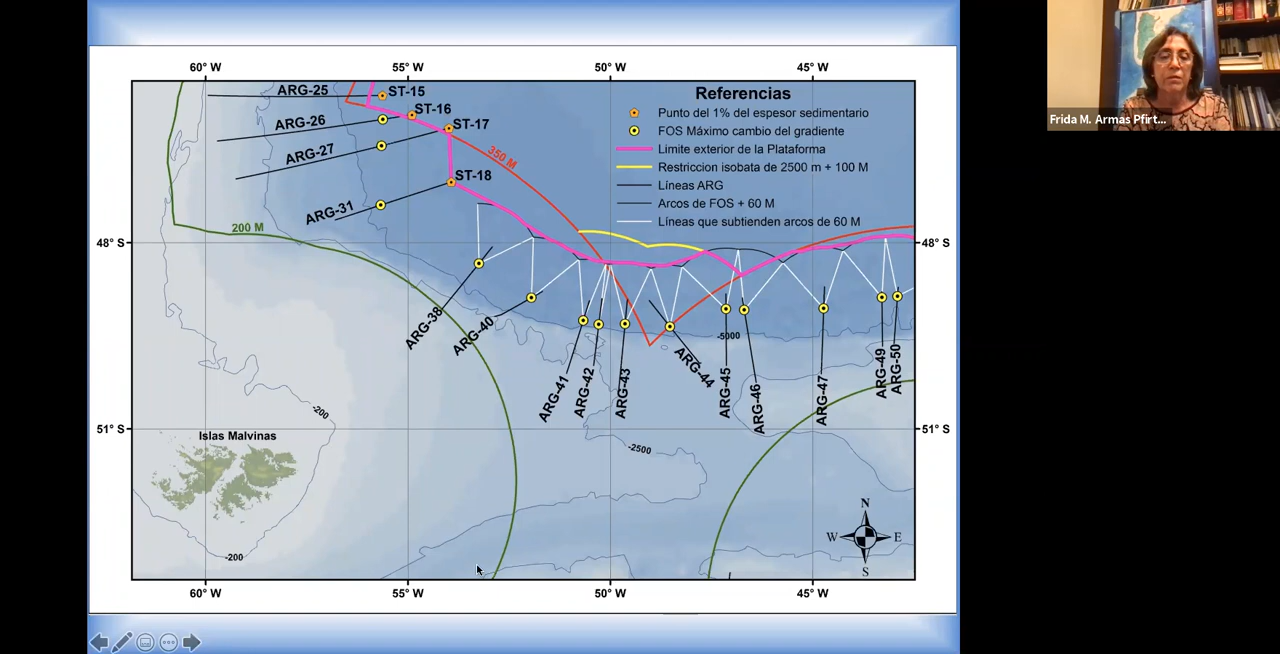 60° W
55° W
50° W
45° W
ARG-25
ST-15
ST-16
ARG-26
ST-17
ARG-27
ST-18
ARG-31
350 M
Referencias
Punto del 1% del espesor sedimentario
FOS Máximo cambio del gradiente
Limite exterior de la Plataforma
Restriccion isobata de 2500 m + 100 M
Líneas ARG
Arcos de FOS + 60 M
Líneas que subtienden arcos de 60 M
200 M
48° S
48° S
ARG-38
ARG-40
ARG-41
ARG-42
ARG-43
ARG-44
ARG-45
ARG-46
ARG-47
ARG-49
ARG-50
-5000
-200
51° S
51° S
Islas Malvinas
-2500
-200
N
W
E
S
60° W
55° W
50° W
45° W
Frida M. Armas Pfirt...